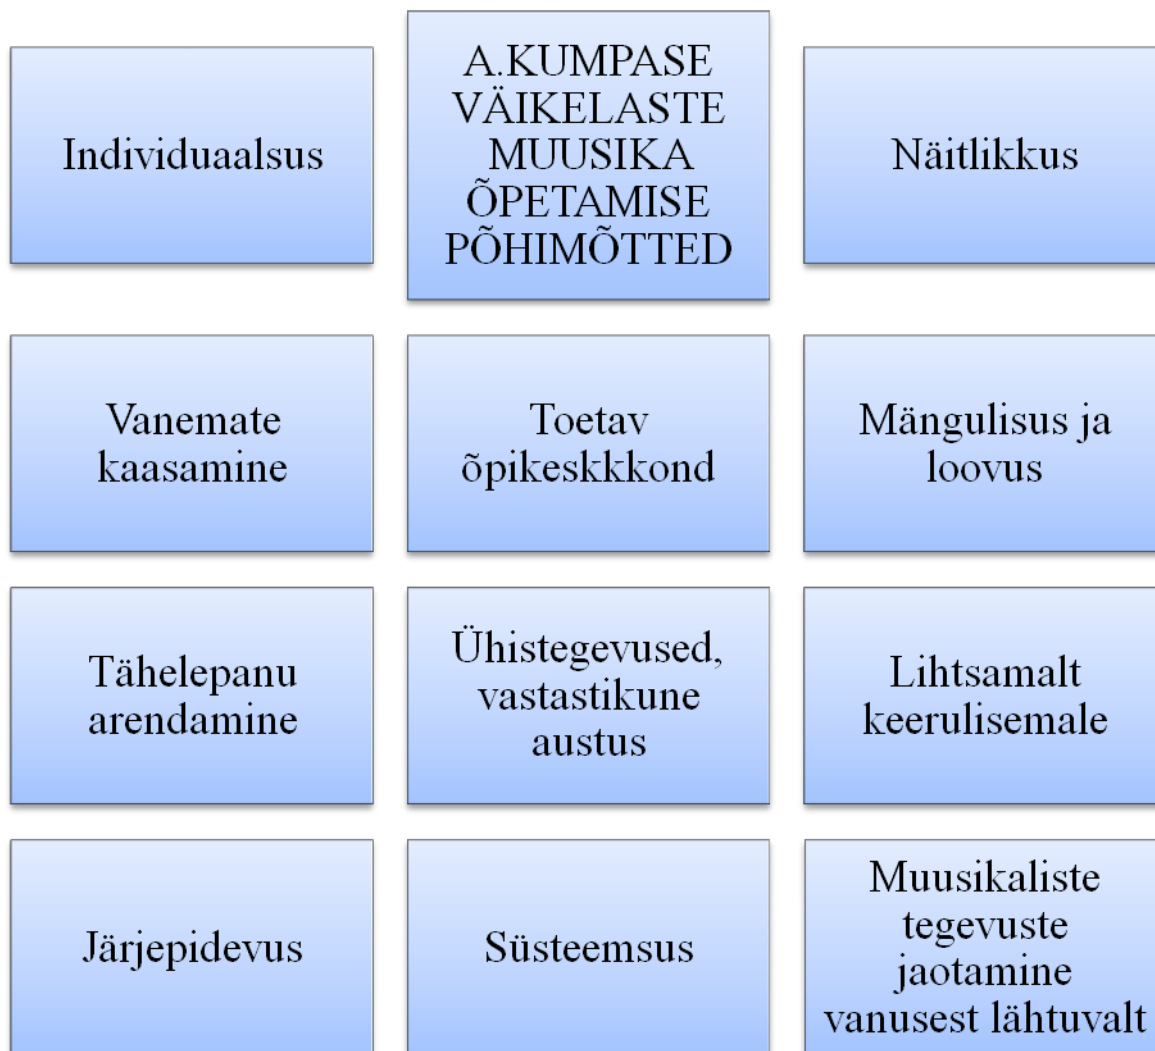 Individuaalsus
A.KUMPASE
VÄIKELASTE
MUUSIKA
ÕPETAMISE
PÕHIMÕTTED
Näitlikkus
Vanemate
kaasamine
Toetav
õpikeskkkond
Mängulisus ja
loovus
Tähelepanu
arendamine
Ühistegevused,
vastastikune
austus
Lihtsamalt
keerulisemale
Järjepidevus
Süsteemsus
Muusikaliste
tegevuste
jaotamine
vanusest lähtuvalt